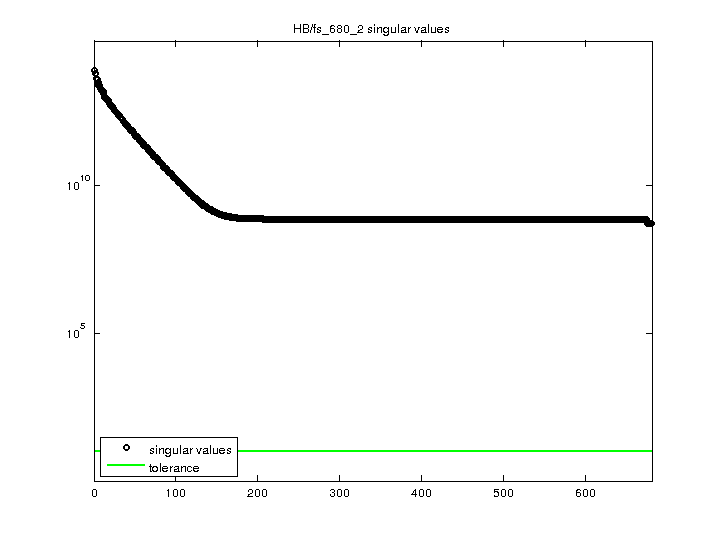 HB/fs_680_2 singular values
10^10
10^5
singular values
tolerance
0 100 200 300 400 500 600